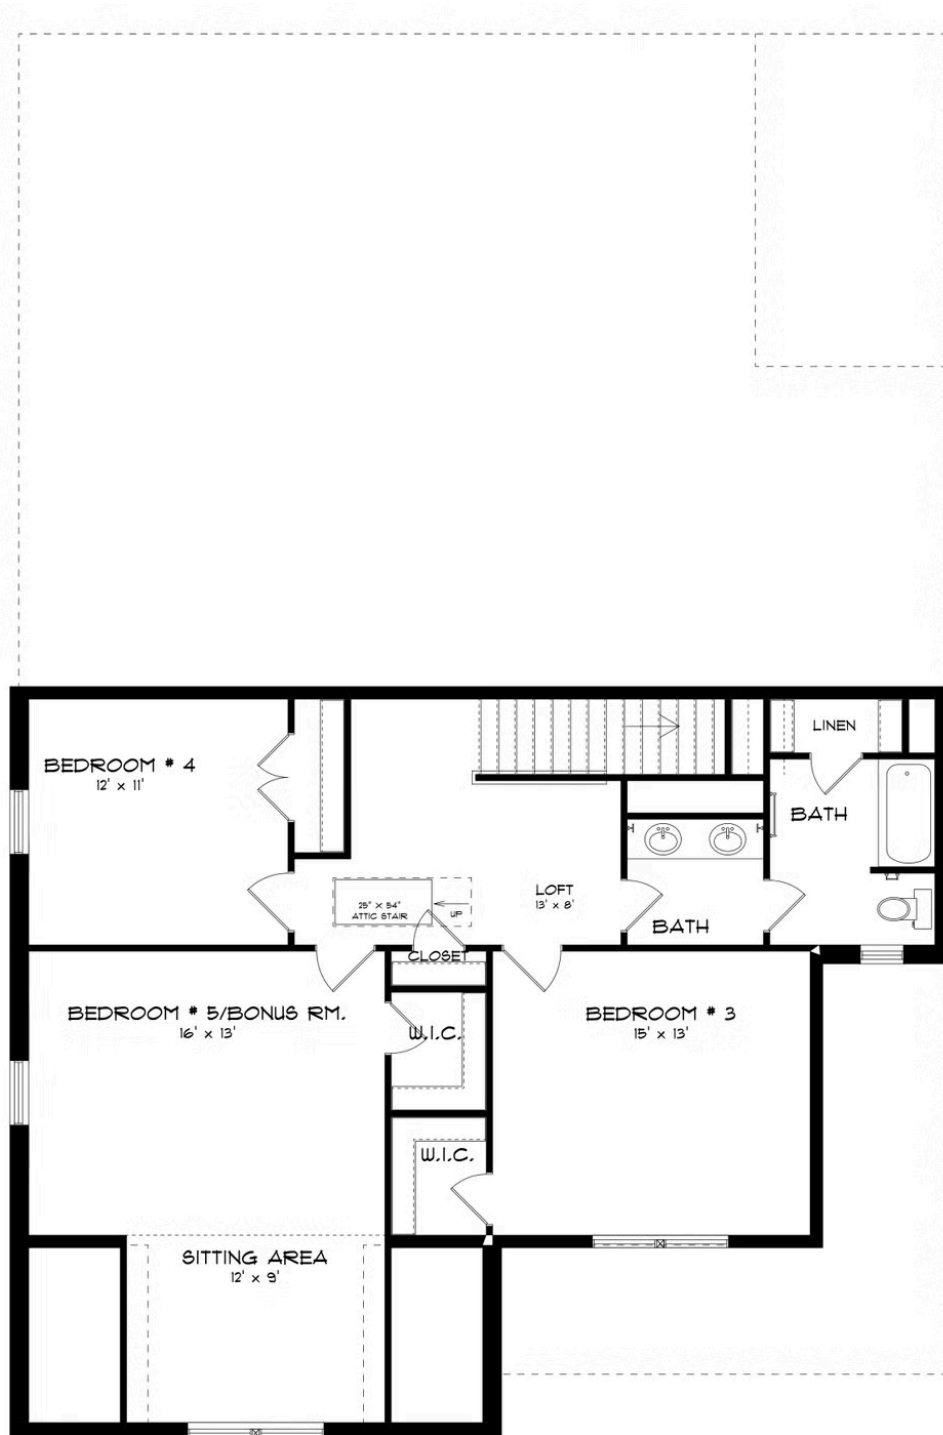 LINEN
BEDROOM # 4
12' x 11'
BATH
LOFT
13' x 8'
25" X 54"
ATTIC STAIR
UP
BATH
CLOSET
BEDROOM # 5/BONUS RM.
16' x 13'
W.I.C.
BEDROOM # 3
15' x 13'
W.I.C.
SITTING AREA
12' x 9'